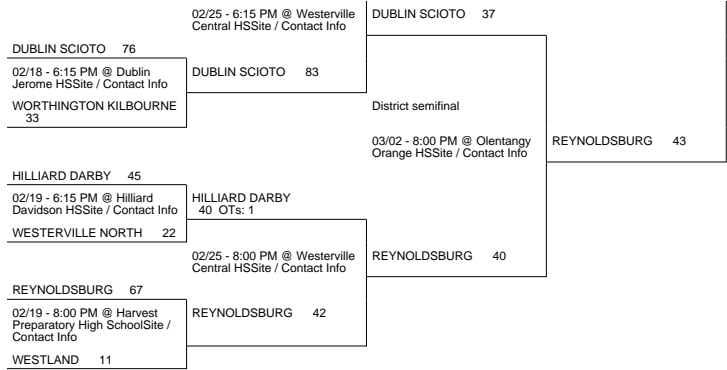 02/25 - 6:15 PM @ Westerville
Central HSSite / Contact Info
DUBLIN SCIOTO 37
DUBLIN SCIOTO 76
02/18 - 6:15 PM @ Dublin
Jerome HSSite / Contact Info
DUBLIN SCIOTO 83
WORTHINGTON KILBOURNE
33
District semifinal
03/02 - 8:00 PM @ Olentangy
Orange HSSite / Contact Info
REYNOLDSBURG 43
HILLIARD DARBY 45
02/19 - 6:15 PM @ Hilliard
Davidson HSSite / Contact Info
HILLIARD DARBY
40 OTs: 1
WESTERVILLE NORTH 22
02/25 - 8:00 PM @ Westerville
Central HSSite / Contact Info
REYNOLDSBURG 40
REYNOLDSBURG 67
02/19 - 8:00 PM @ Harvest
Preparatory High SchoolSite /
Contact Info
REYNOLDSBURG 42
WESTLAND 11